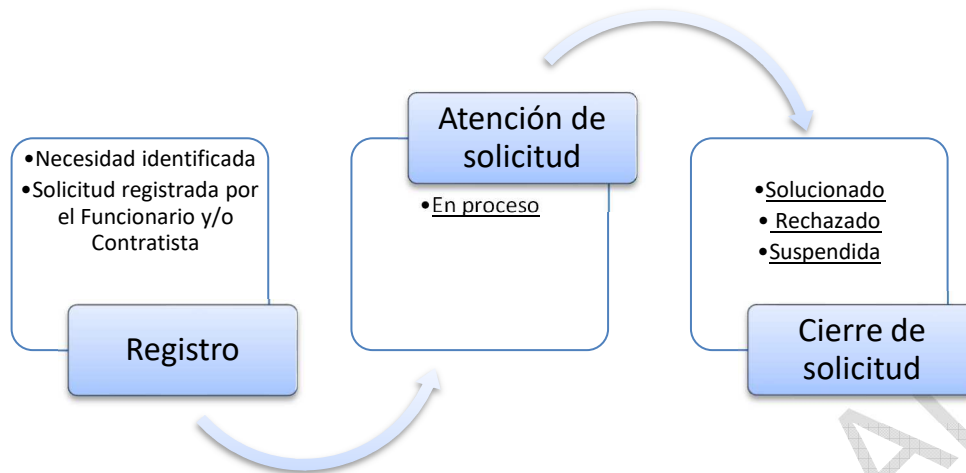 •Necesidad identificada
•Solicitud registrada por
el Funcionario y/o
Contratista
Registro
Atención de
solicitud
•En proceso
•Solucionado
• Rechazado
•Suspendida
Cierre de
solicitud